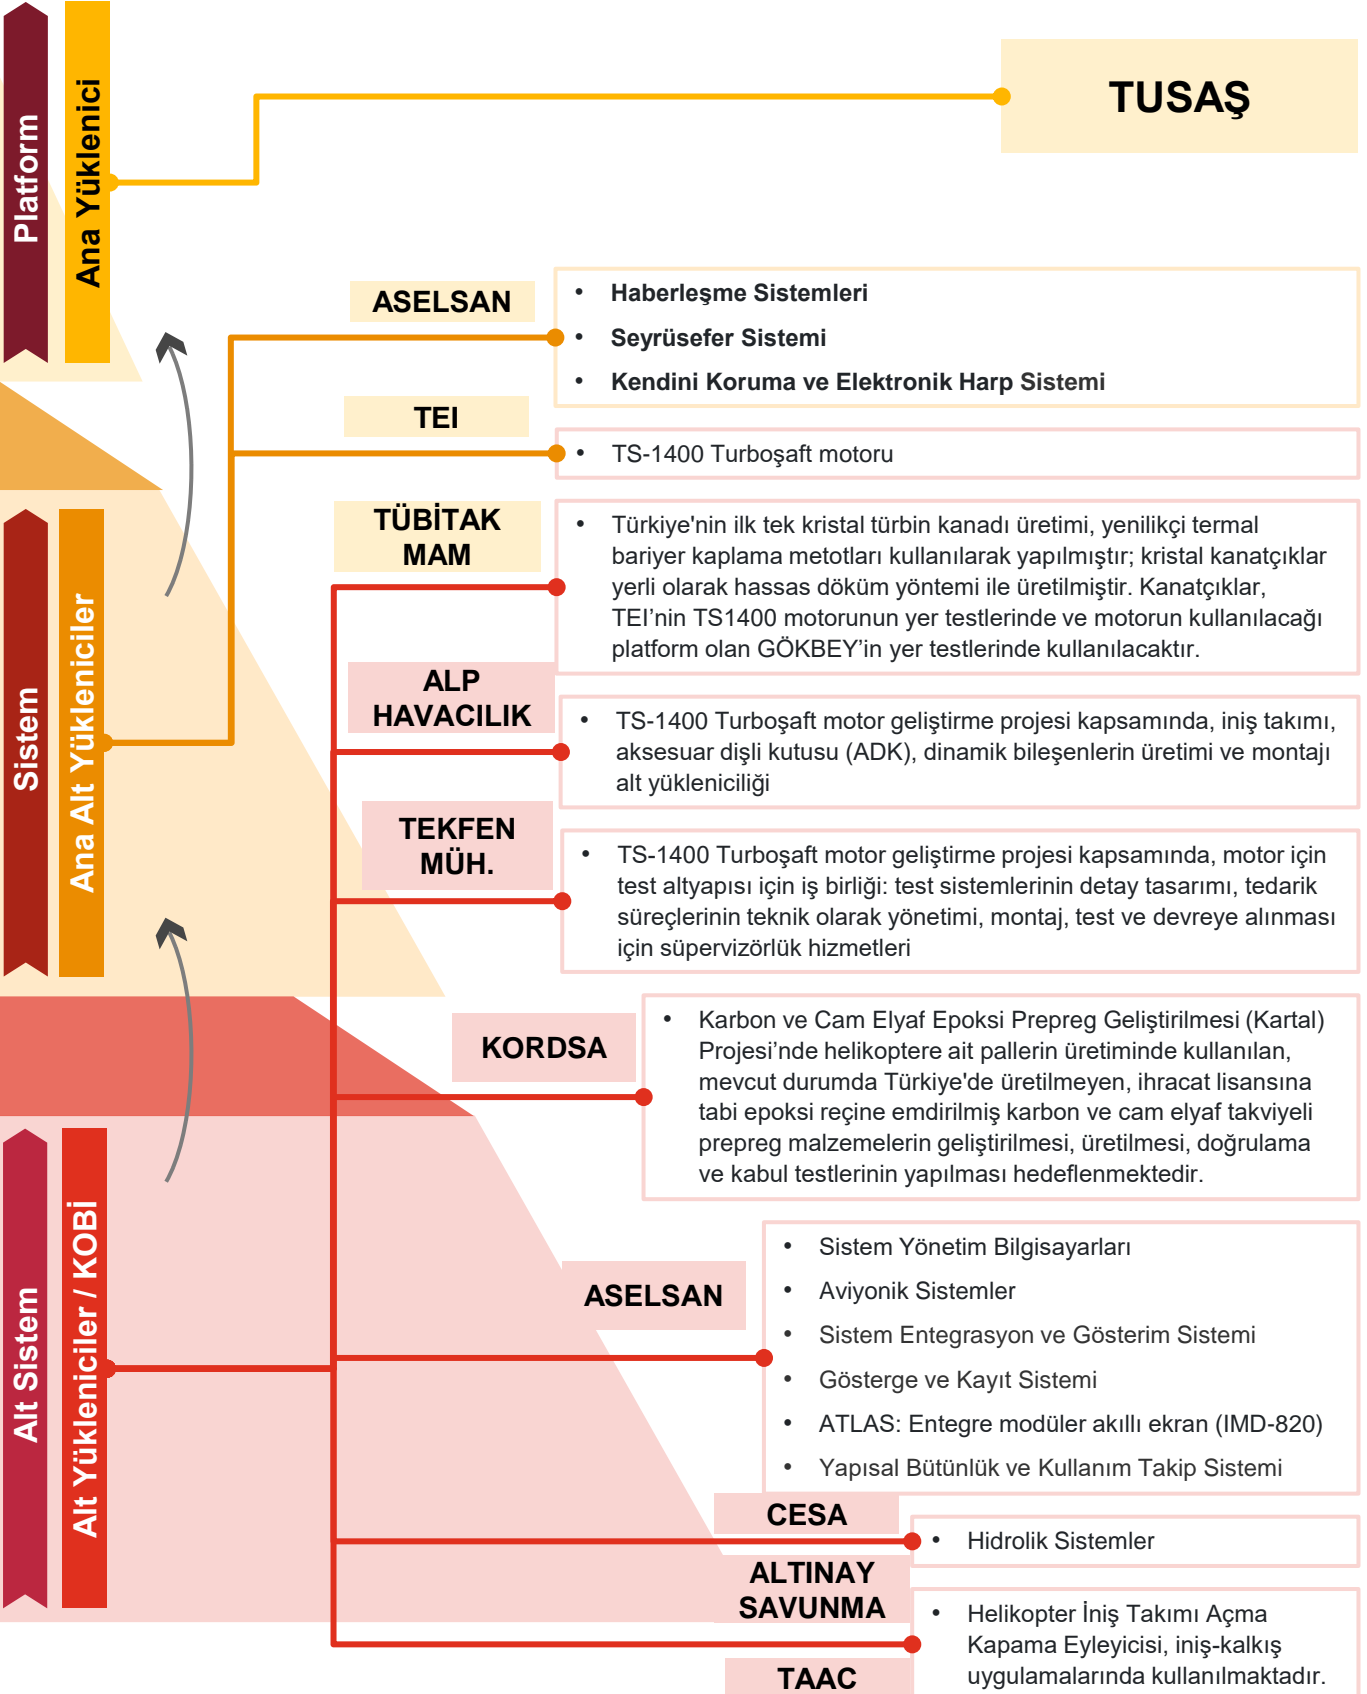 Platform
Ana Yüklenici
TUSAŞ
ASELSAN
• Haberleşme Sistemleri
• Seyrüsefer Sistemi
• Kendini Koruma ve Elektronik Harp Sistemi
TEI
• TS-1400 Turboşaft motoru
Sistem
Ana Alt Yükleniciler
TÜBİTAK
MAM
• Türkiye'nin ilk tek kristal türbin kanadı üretimi, yenilikçi termal
bariyer kaplama metotları kullanılarak yapılmıştır; kristal kanatçıklar
yerli olarak hassas döküm yöntemi ile üretilmiştir. Kanatçıklar,
TEI’nin TS1400 motorunun yer testlerinde ve motorun kullanılacağı
platform olan GÖKBEY’in yer testlerinde kullanılacaktır.
ALP
HAVACILIK
• TS-1400 Turboşaft motor geliştirme projesi kapsamında, iniş takımı,
aksesuar dişli kutusu (ADK), dinamik bileşenlerin üretimi ve montajı
alt yükleniciliği
TEKFEN
MÜH.
• TS-1400 Turboşaft motor geliştirme projesi kapsamında, motor için
test altyapısı için iş birliği: test sistemlerinin detay tasarımı, tedarik
süreçlerinin teknik olarak yönetimi, montaj, test ve devreye alınması
için süpervizörlük hizmetleri
KORDSA
• Karbon ve Cam Elyaf Epoksi Prepreg Geliştirilmesi (Kartal)
Projesi’nde helikoptere ait pallerin üretiminde kullanılan,
mevcut durumda Türkiye'de üretilmeyen, ihracat lisansına
tabi epoksi reçine emdirilmiş karbon ve cam elyaf takviyeli
prepreg malzemelerin geliştirilmesi, üretilmesi, doğrulama
ve kabul testlerinin yapılması hedeflenmektedir.
Alt Sistem
Alt Yükleniciler / KOBİ
ASELSAN
• Sistem Yönetim Bilgisayarları
• Aviyonik Sistemler
• Sistem Entegrasyon ve Gösterim Sistemi
• Gösterge ve Kayıt Sistemi
• ATLAS: Entegre modüler akıllı ekran (IMD-820)
• Yapısal Bütünlük ve Kullanım Takip Sistemi
CESA
• Hidrolik Sistemler
ALTINAY
SAVUNMA
TAAC
• Helikopter İniş Takımı Açma
Kapama Eyleyicisi, iniş-kalkış
uygulamalarında kullanılmaktadır.